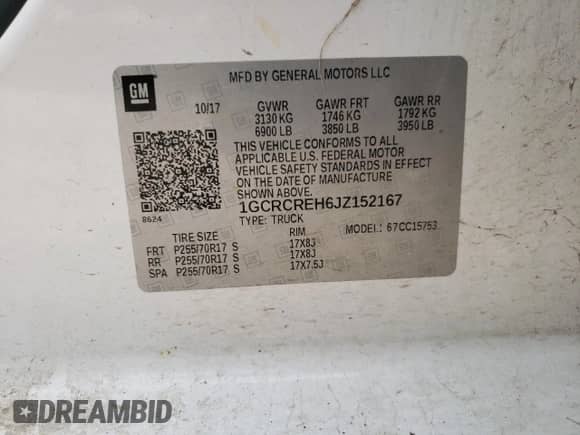 MFD BY GENERAL MOTORS LLC
GM
10/17 GVWR GAWR FRT GAWR RR
3130 KG 1746 KG 1792 KG
6900 LB 3850 LB 3950 LB
THIS VEHICLE CONFORMS TO ALL
APPLICABLE U.S. FEDERAL MOTOR
VEHICLE SAFETY STANDARDS IN EFFECT
ON THE DATE OF MANUFACTURE
SHOWN ABOVE.
1GCRCREH6JZ152167
8624
TYPE: TRUCK
MODEL: 67CC15753
TIRE SIZE RIM
FRT P255/70R17 S 17X8J
RR P255/70R17 S 17X8J
SPA P255/70R17 S 17X7.5J
DREAMBID